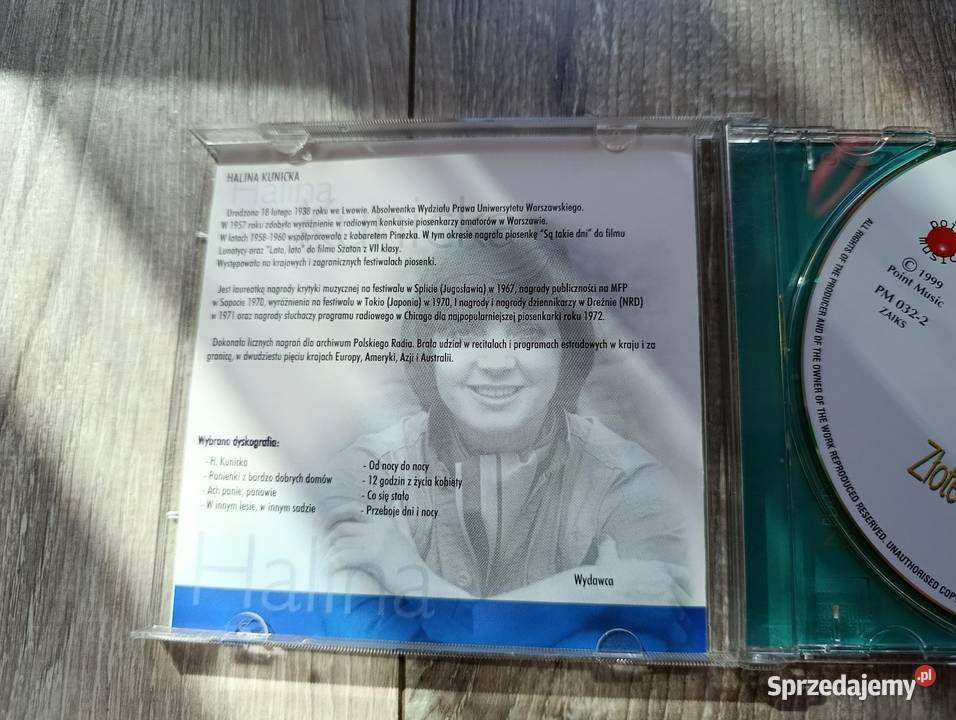 HALINA KUNICKA
Halina
Urodzona 18 lutego 1938 roku we Lwowie. Absolwentka Wydziału Prawa Uniwersytetu Warszawskiego.
W 1957 roku zdobyła wyróżnienie w radiowym konkursie piosenkarzy amatorów w Warszawie.
W latach 1958-1960 współpracowała z kabaretem Pinezka. W tym okresie nagrała piosenkę "Są takie dni" do filmu
Lunatycy oraz "Lato, lato" do filmu Szatan z VII klasy.
Występowała na krajowych i zagranicznych festiwalach piosenki.
Jest laureatką nagrody krytyki muzycznej na festiwalu w Splicie (Jugosławia) w 1967, nagrody publiczności na MFP
w Sopocie 1970, wyróżnienia na festiwalu w Tokio (Japonia) w 1970, I nagrody i nagrody dziennikarzy w Dreźnie (NRD)
w 1971 oraz nagrody słuchaczy programu radiowego w Chicago dla najpopularniejszej piosenkarki roku 1972.
Dokonała licznych nagrań dla archiwum Polskiego Radia. Brała udział w recitalach i programach estradowych w kraju i za
granicą, w dwudziestu pięciu krajach Europy, Ameryki, Azji i Australii.
Wybrana dyskografia:
- H. Kunicka
- Panienki z bardzo dobrych domów
- Ach panie, panowie
- W innym lesie, w innym sadzie
- Od nocy do nocy
- 12 godzin z życia kobiety
- Co się stało
- Przeboje dni i nocy
Wydawca
Halina
POINT
MUSIC
© 1999
Point Music
PM 032-2
ZAIKS
Złote
ALL RIGHTS OF THE PRODUCER AND OF THE OWNER OF THE WORK REPRODUCED RESERVED. UNAUTHORISED
Sprzedajemy.pl